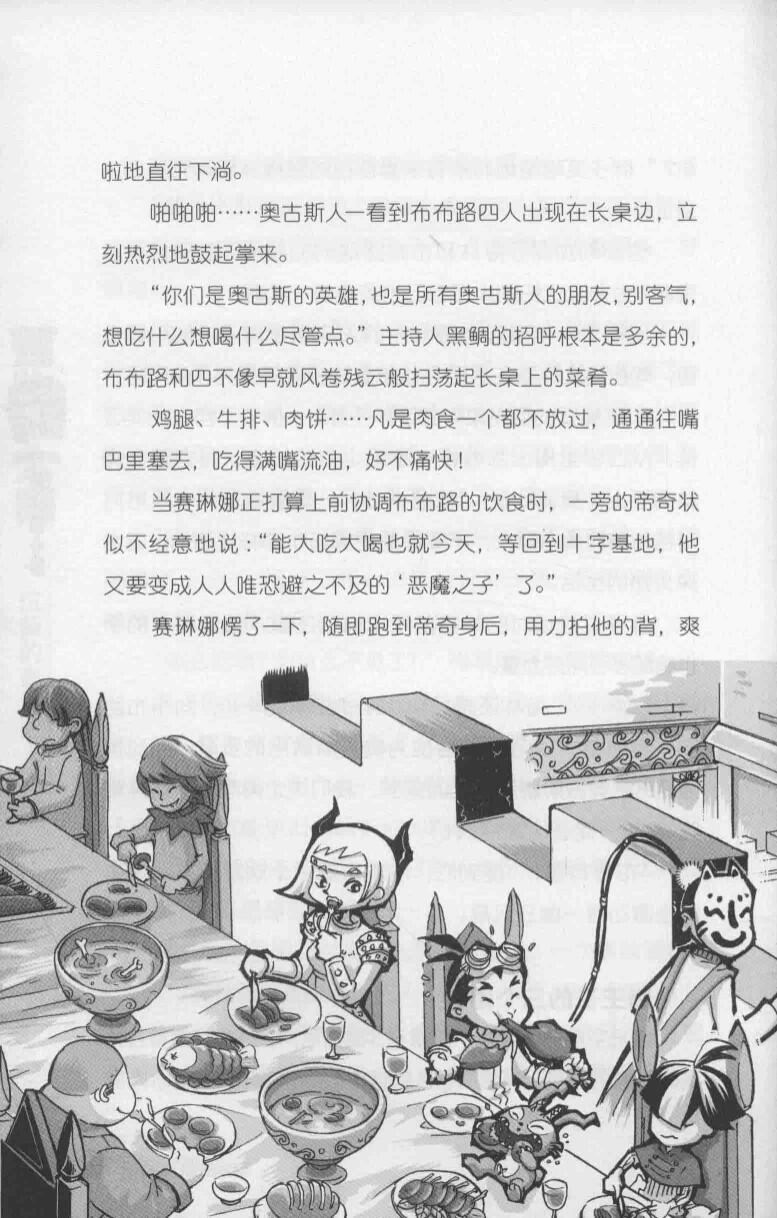 啦地直往下淌。
啪啪啪……奥古斯人一看到布布路四人出现在长桌边，立
刻热烈地鼓起掌来。
“你们是奥古斯的英雄，也是所有奥古斯人的朋友，别客气，
想吃什么想喝什么尽管点。”主持人黑鲷的招呼根本是多余的，
布布路和四不像早就风卷残云般扫荡起长桌上的菜肴。
鸡腿、牛排、肉饼……凡是肉食一个都不放过，通通往嘴
巴里塞去，吃得满嘴流油，好不痛快！
当赛琳娜正打算上前协调布布路的饮食时，一旁的帝奇状
似不经意地说：“能大吃大喝也就今天，等回到十字基地，他
又要变成人人唯恐避之不及的‘恶魔之子’了。”
赛琳娜愣了一下，随即跑到帝奇身后，用力拍他的背，爽